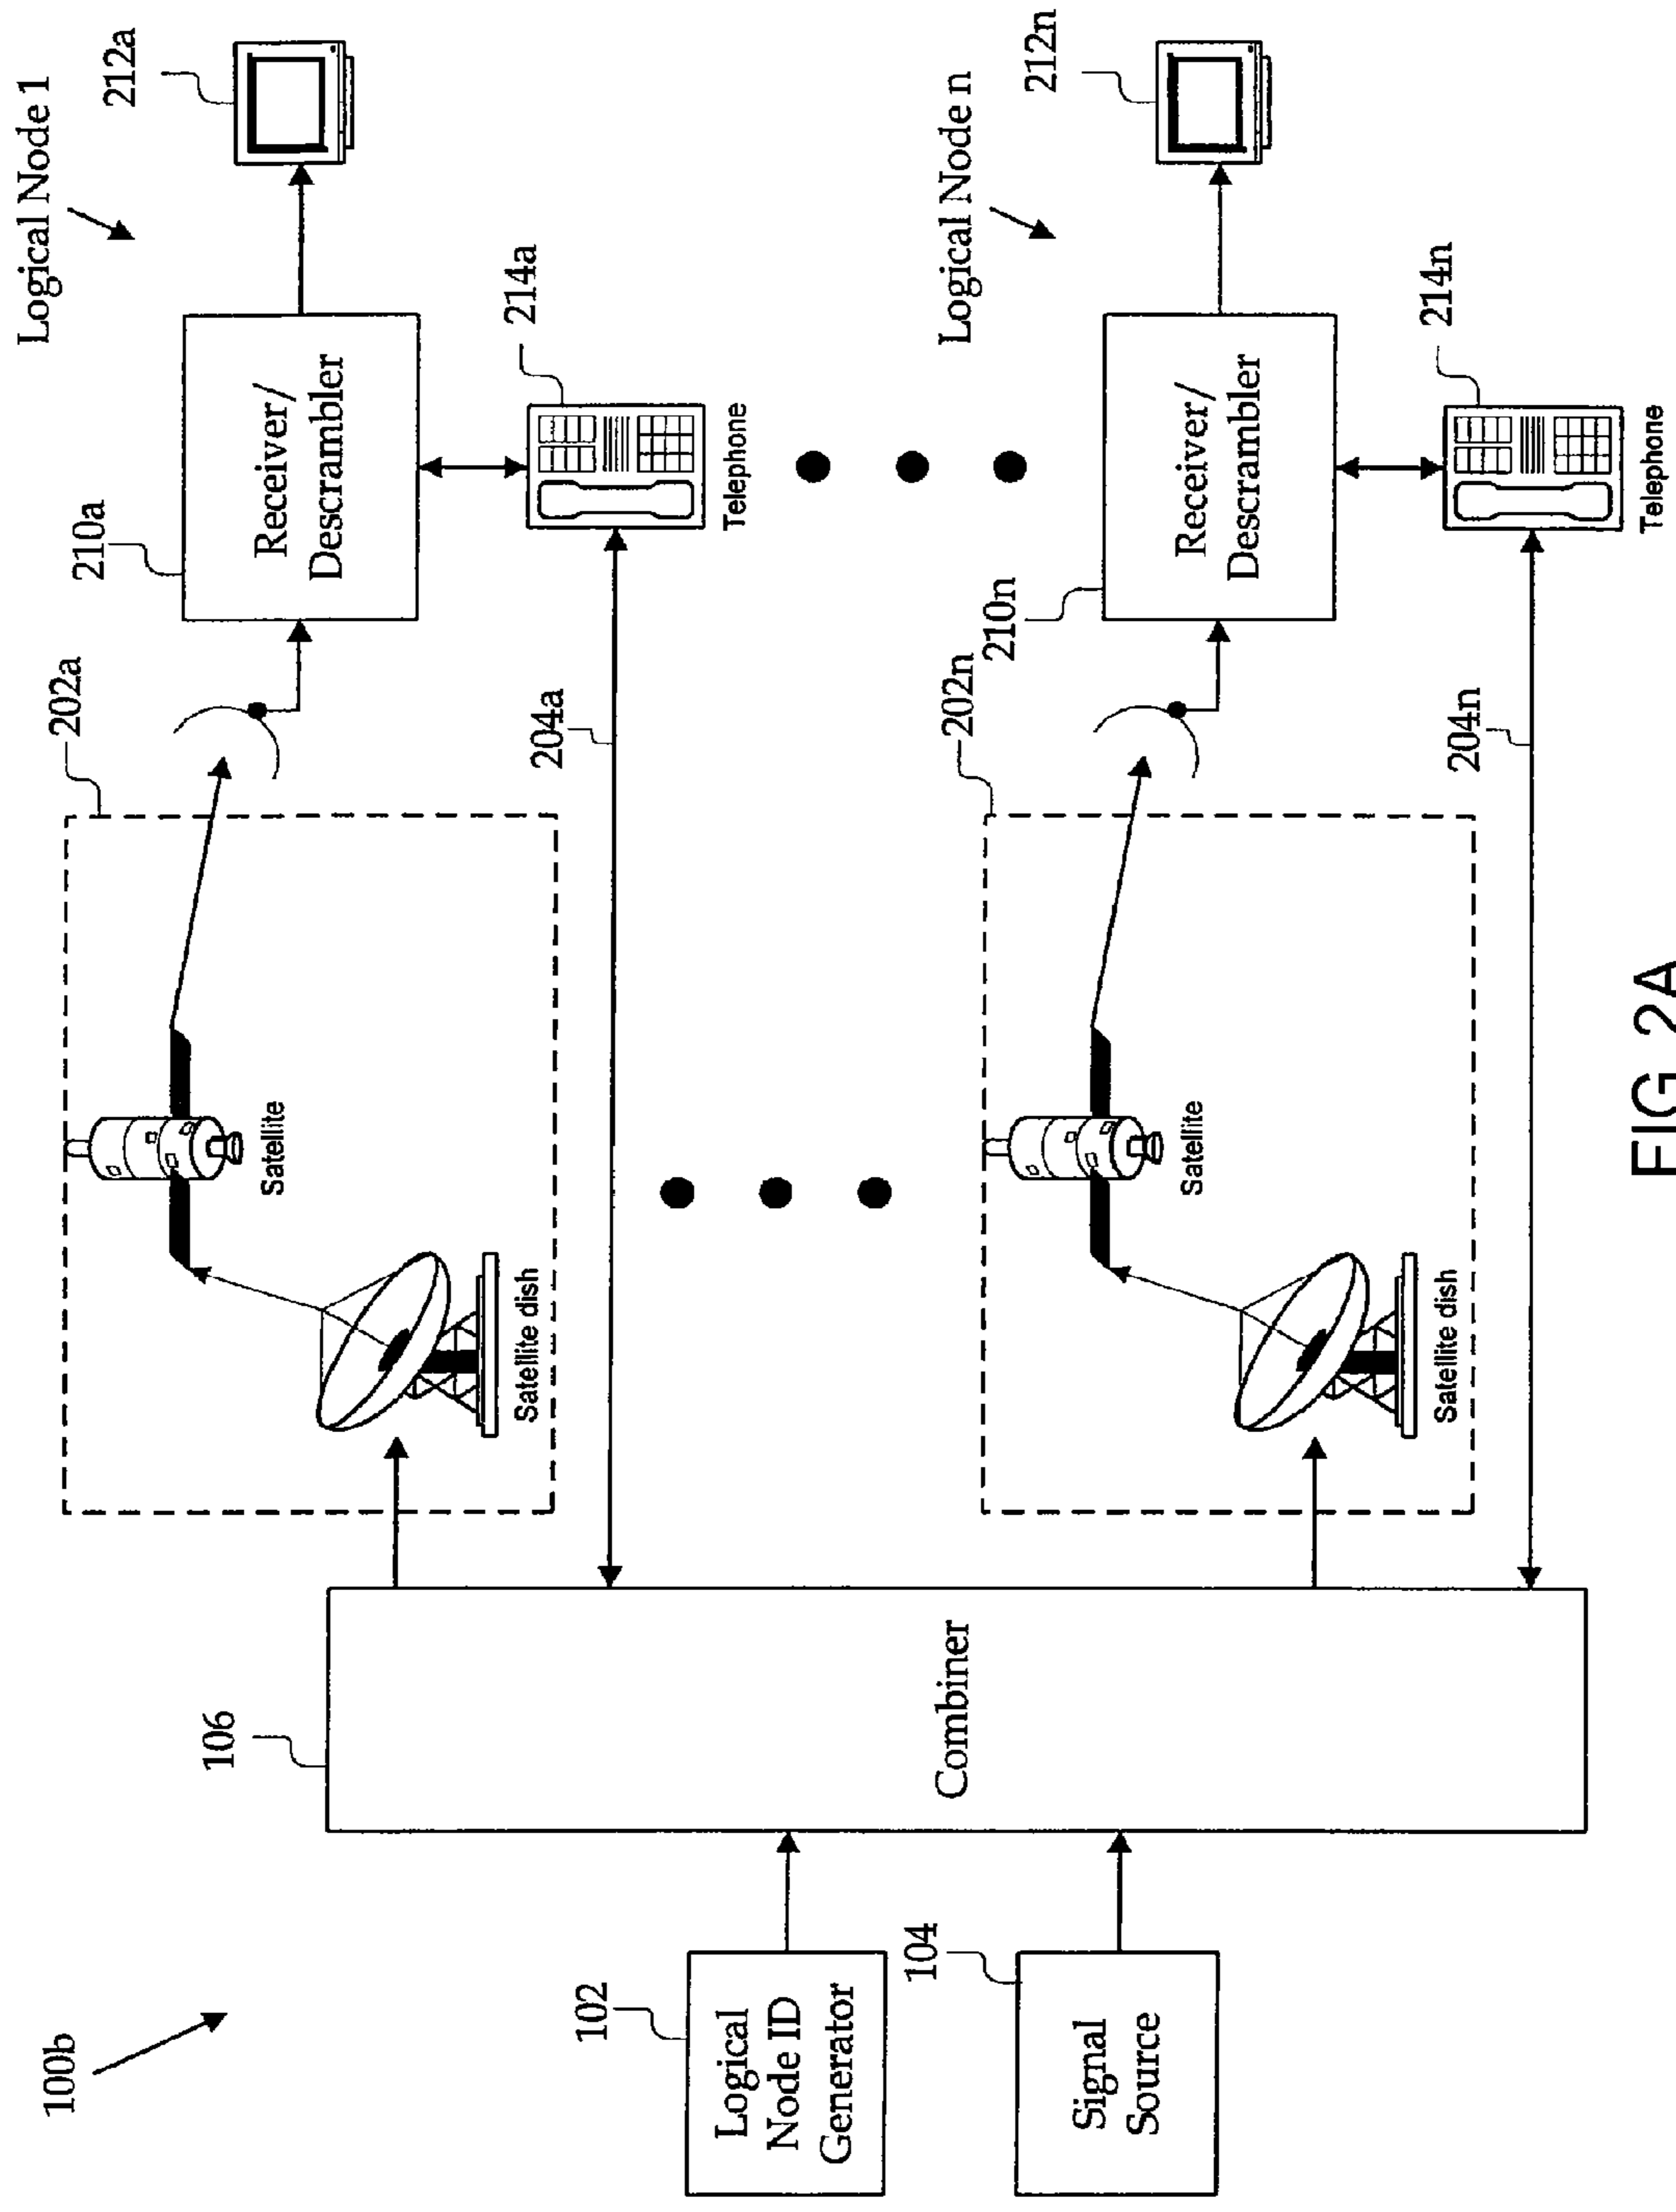 100b
102
Logical
Node ID
Generator
104
Signal
Source
106
Combiner
202a
Satellite dish
Satellite
204a
210a
Receiver/
Descrambler
Logical Node 1
212a
214a
Telephone
202n
Satellite dish
Satellite
204n
210n
Receiver/
Descrambler
Logical Node n
212n
214n
Telephone
FIG 2A